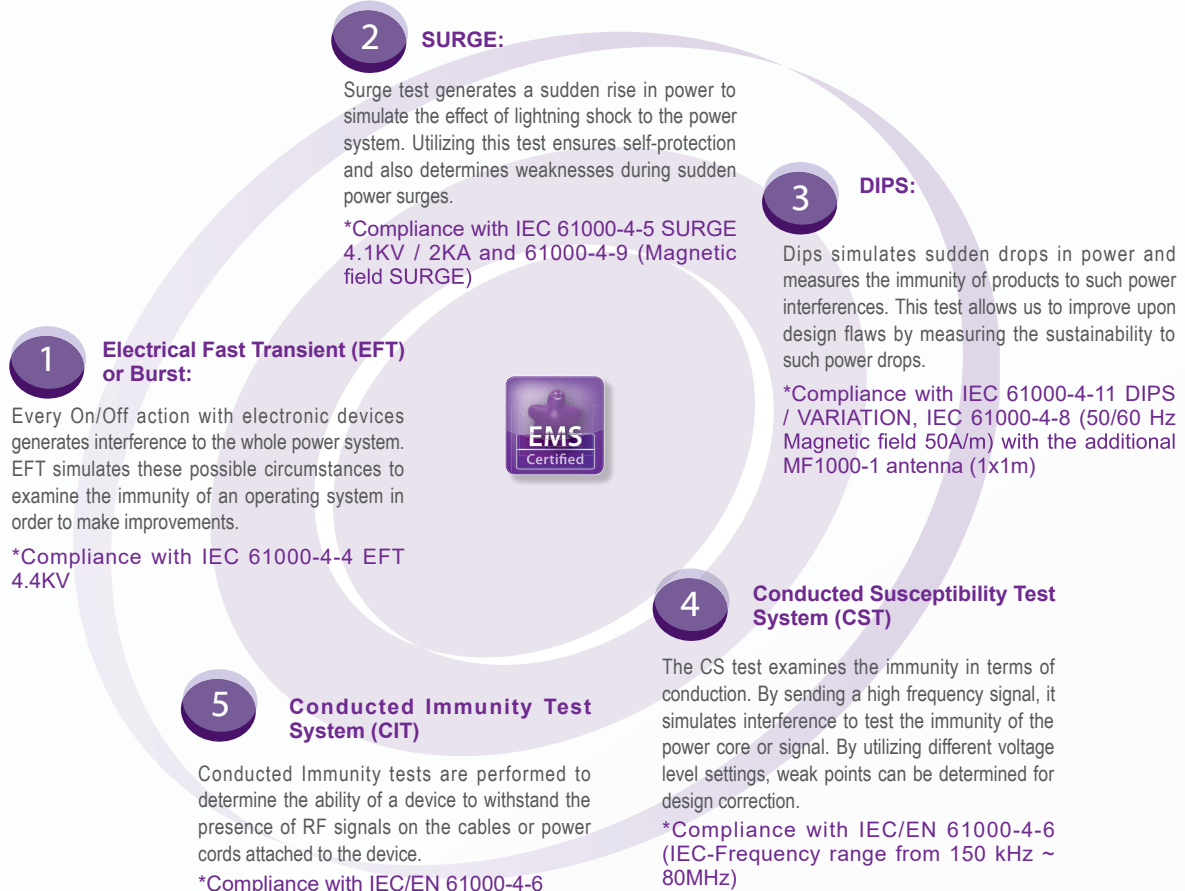 1
Electrical Fast Transient (EFT)
or Burst:
Every On/Off action with electronic devices
generates interference to the whole power system.
EFT simulates these possible circumstances to
examine the immunity of an operating system in
order to make improvements.
*Compliance with IEC 61000-4-4 EFT
4.4KV
2
SURGE:
Surge test generates a sudden rise in power to
simulate the effect of lightning shock to the power
system. Utilizing this test ensures self-protection
and also determines weaknesses during sudden
power surges.
*Compliance with IEC 61000-4-5 SURGE
4.1KV / 2KA and 61000-4-9 (Magnetic
field SURGE)
3
DIPS:
Dips simulates sudden drops in power and
measures the immunity of products to such power
interferences. This test allows us to improve upon
design flaws by measuring the sustainability to
such power drops.
*Compliance with IEC 61000-4-11 DIPS
/ VARIATION, IEC 61000-4-8 (50/60 Hz
Magnetic field 50A/m) with the additional
MF1000-1 antenna (1x1m)
EMS
Certified
4
Conducted Susceptibility Test
System (CST)
The CS test examines the immunity in terms of
conduction. By sending a high frequency signal, it
simulates interference to test the immunity of the
power core or signal. By utilizing different voltage
level settings, weak points can be determined for
design correction.
*Compliance with IEC/EN 61000-4-6
(IEC-Frequency range from 150 kHz ~
80MHz)
5
Conducted Immunity Test
System (CIT)
Conducted Immunity tests are performed to
determine the ability of a device to withstand the
presence of RF signals on the cables or power
cords attached to the device.
*Compliance with IEC/EN 61000-4-6